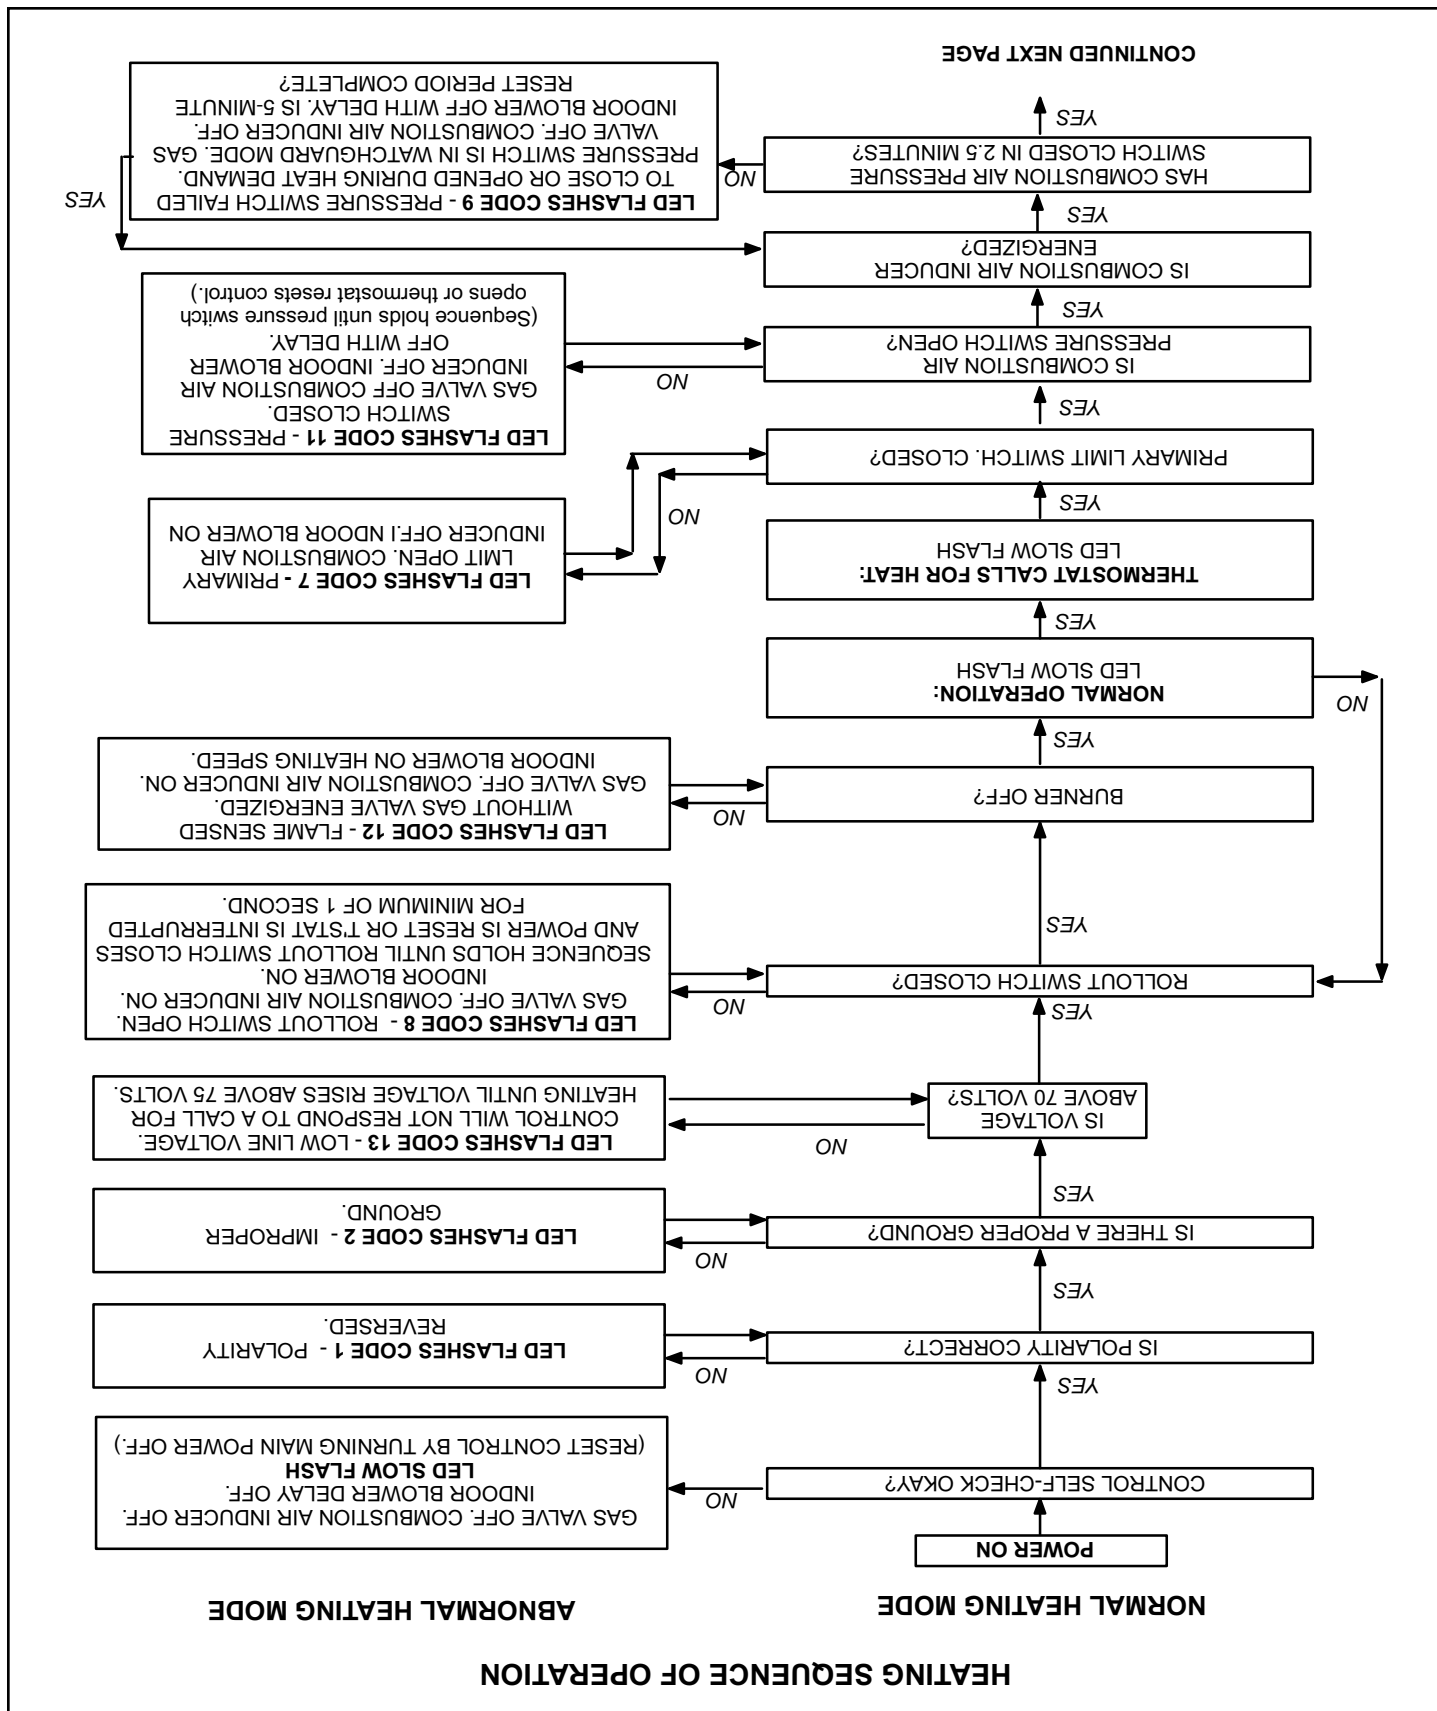 HEATING SEQUENCE OF OPERATION
NORMAL HEATING MODE
ABNORMAL HEATING MODE
POWER ON
CONTROL SELF-CHECK OKAY?
NO
GAS VALVE OFF. COMBUSTION AIR INDUCER OFF.
INDOOR BLOWER DELAY OFF.
LED SLOW FLASH
(RESET CONTROL BY TURNING MAIN POWER OFF.)
YES
IS POLARITY CORRECT?
NO
LED FLASHES CODE 1 - POLARITY
REVERSED.
YES
IS THERE A PROPER GROUND?
NO
LED FLASHES CODE 2 - IMPROPER
GROUND.
YES
IS VOLTAGE
ABOVE 70 VOLTS?
NO
LED FLASHES CODE 13 - LOW LINE VOLTAGE.
CONTROL WILL NOT RESPOND TO A CALL FOR
HEATING UNTIL VOLTAGE RISES ABOVE 75 VOLTS.
YES
ROLLOUT SWITCH CLOSED?
NO
LED FLASHES CODE 8 - ROLLOUT SWITCH OPEN.
GAS VALVE OFF. COMBUSTION AIR INDUCER ON.
INDOOR BLOWER ON.
SEQUENCE HOLDS UNTIL ROLLOUT SWITCH CLOSES
AND POWER IS RESET OR T'STAT IS INTERRUPTED
FOR MINIMUM OF 1 SECOND.
YES
BURNER OFF?
NO
LED FLASHES CODE 12 - FLAME SENSED
WITHOUT GAS VALVE ENERGIZED.
GAS VALVE OFF. COMBUSTION AIR INDUCER ON.
INDOOR BLOWER ON HEATING SPEED.
YES
NORMAL OPERATION:
LED SLOW FLASH
NO
YES
THERMOSTAT CALLS FOR HEAT:
LED SLOW FLASH
YES
PRIMARY LIMIT SWITCH. CLOSED?
NO
LED FLASHES CODE 7 - PRIMARY
LMIT OPEN. COMBUSTION AIR
INDUCER OFF.I NDOOR BLOWER ON
YES
IS COMBUSTION AIR
PRESSURE SWITCH OPEN?
NO
LED FLASHES CODE 11 - PRESSURE
SWITCH CLOSED.
GAS VALVE OFF COMBUSTION AIR
INDUCER OFF. INDOOR BLOWER
OFF WITH DELAY.
(Sequence holds until pressure switch
opens or thermostat resets control.)
YES
IS COMBUSTION AIR INDUCER
ENERGIZED?
YES
HAS COMBUSTION AIR PRESSURE
SWITCH CLOSED IN 2.5 MINUTES?
NO
LED FLASHES CODE 9 - PRESSURE SWITCH FAILED
TO CLOSE OR OPENED DURING HEAT DEMAND.
PRESSURE SWITCH IS IN WATCHGUARD MODE. GAS
VALVE OFF. COMBUSTION AIR INDUCER OFF.
INDOOR BLOWER OFF WITH DELAY. IS 5-MINUTE
RESET PERIOD COMPLETE?
YES
YES
CONTINUED NEXT PAGE